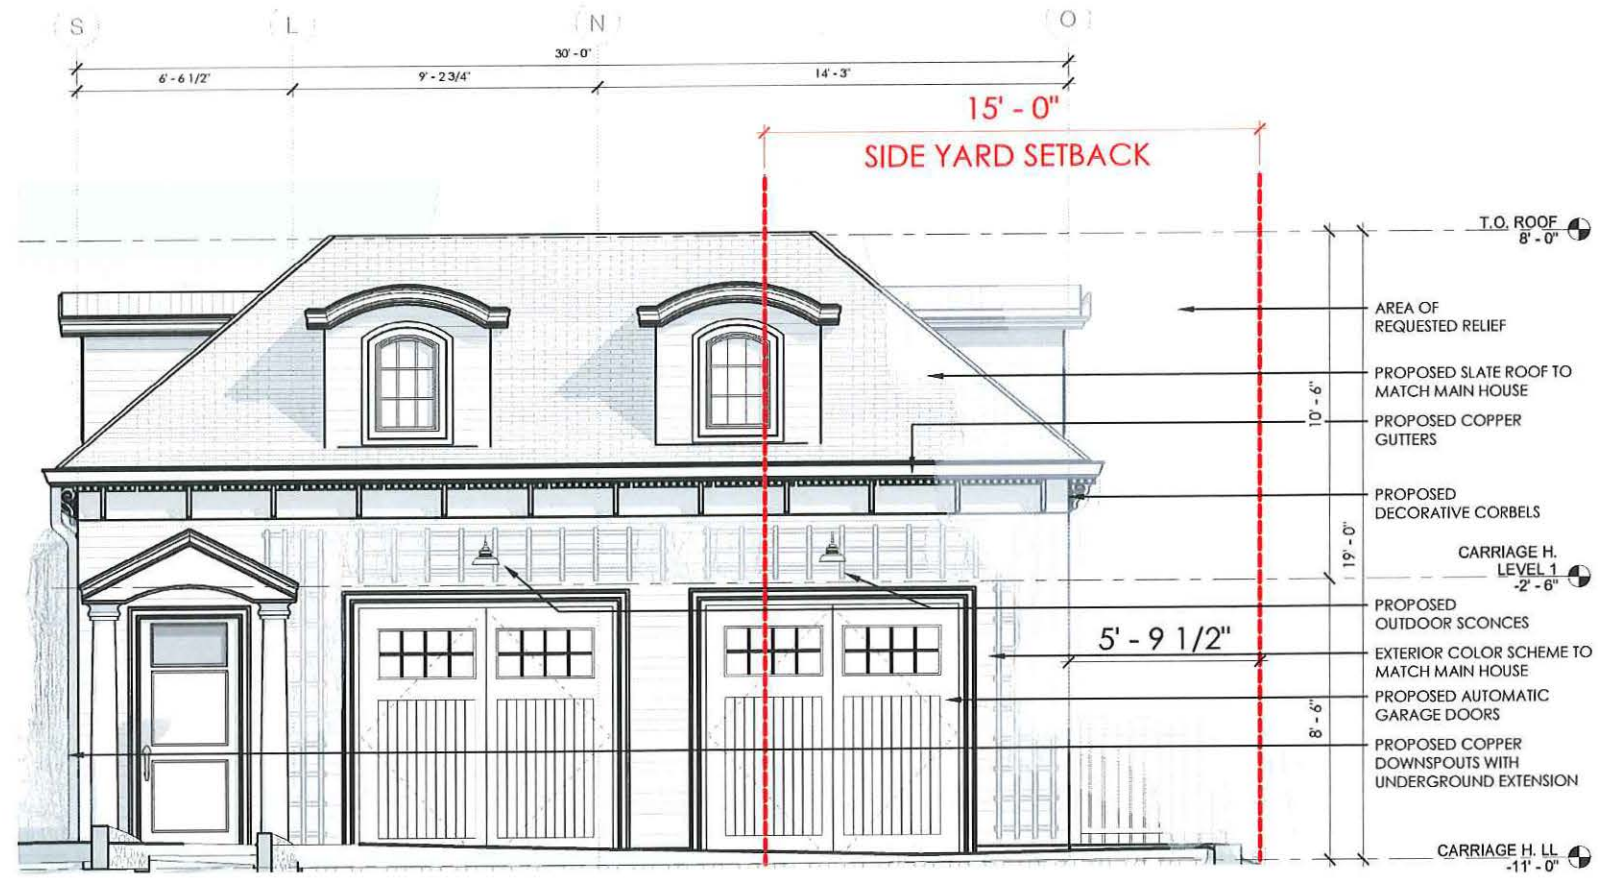 S
L
N
O
30' - 0"
6' - 6 1/2"
9' - 2 3/4"
14' - 3"
15' - 0"
SIDE YARD SETBACK
T.O. ROOF
8' - 0"
AREA OF
REQUESTED RELIEF
PROPOSED SLATE ROOF TO
MATCH MAIN HOUSE
10' - 6"
PROPOSED COPPER
GUTTERS
PROPOSED
DECORATIVE CORBELS
19' - 0"
CARRIAGE H.
LEVEL 1
-2' - 6"
PROPOSED
OUTDOOR SCONCES
5' - 9 1/2"
EXTERIOR COLOR SCHEME TO
MATCH MAIN HOUSE
PROPOSED AUTOMATIC
GARAGE DOORS
8' - 6"
PROPOSED COPPER
DOWNSPOUTS WITH
UNDERGROUND EXTENSION
CARRIAGE H. LL
-11' - 0"